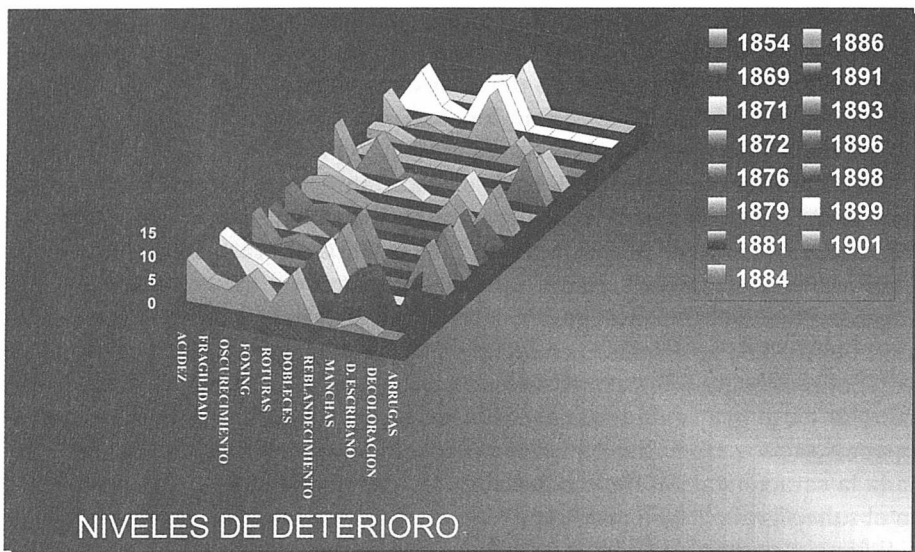 1854 1886
1869 1891
1871 1893
1872 1896
1876 1898
1879 1899
1881 1901
1884
15
10
5
0
ACIDEZ
FRAGILIDAD
OSCURECIMIENTO
FOXING
ROTURAS
DOBLECES
REBLANDECIMIENTO
MANCHAS
D. ESCRIBANO
DECOLORACION
ARRUGAS
NIVELES DE DETERIORO